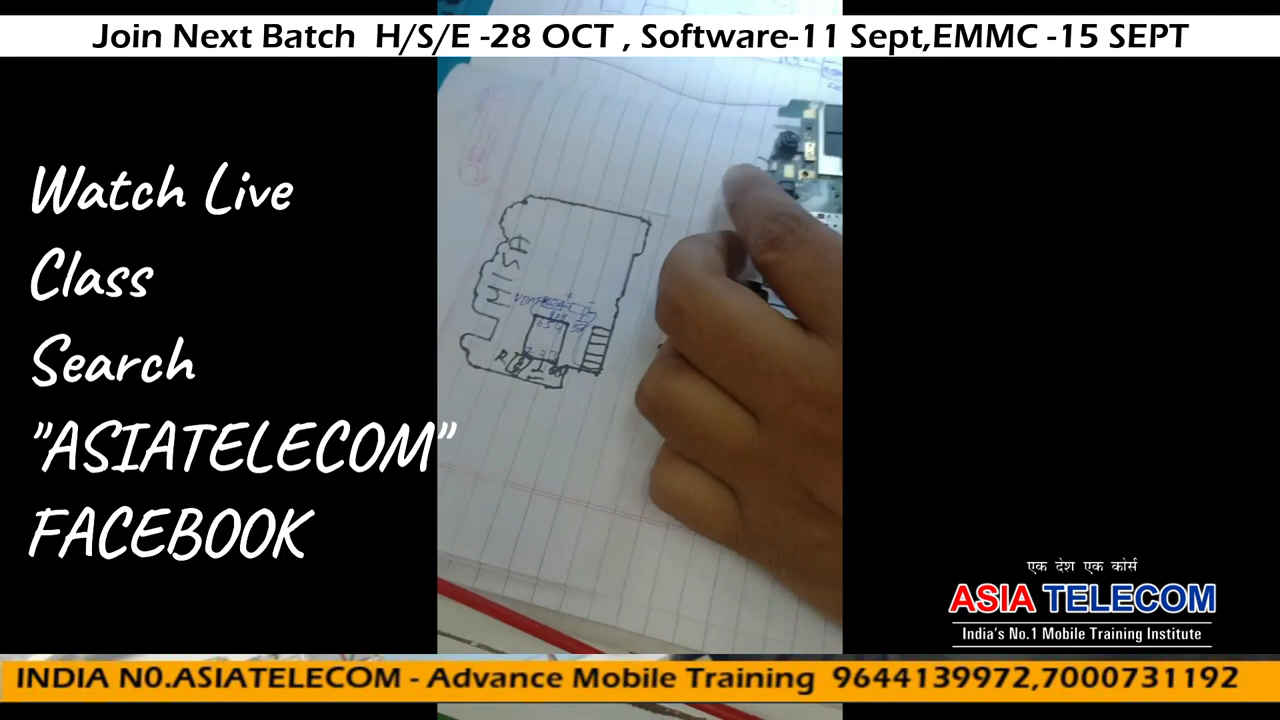 Join Next Batch H/S/E -28 OCT , Software-11 Sept,EMMC -15 SEPT
Watch Live
Class
Search
"ASIATELECOM"
FACEBOOK
एक देश एक कोर्स
ASIA TELECOM
India's No.1 Mobile Training Institute
INDIA N0.ASIATELECOM - Advance Mobile Training 9644139972,7000731192